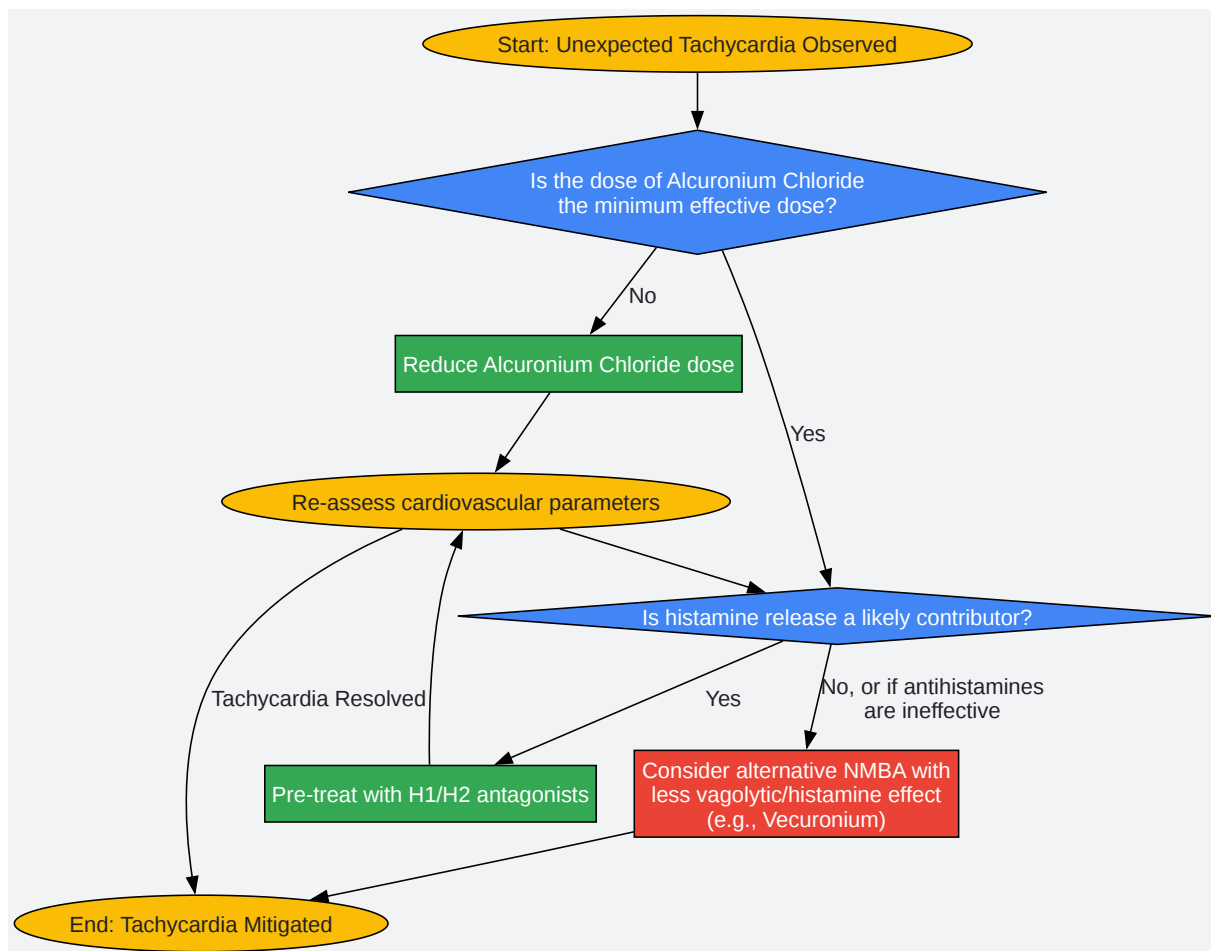 Start: Unexpected Tachycardia Observed
Is the dose of Alcuronium Chloride
the minimum effective dose?
No
Reduce Alcuronium Chloride dose
Yes
Re-assess cardiovascular parameters
Is histamine release a likely contributor?
Tachycardia Resolved
Yes
No, or if antihistamines
are ineffective
Pre-treat with H1/H2 antagonists
Consider alternative NMBA with
less vagolytic/histamine effect
(e.g., Vecuronium)
End: Tachycardia Mitigated